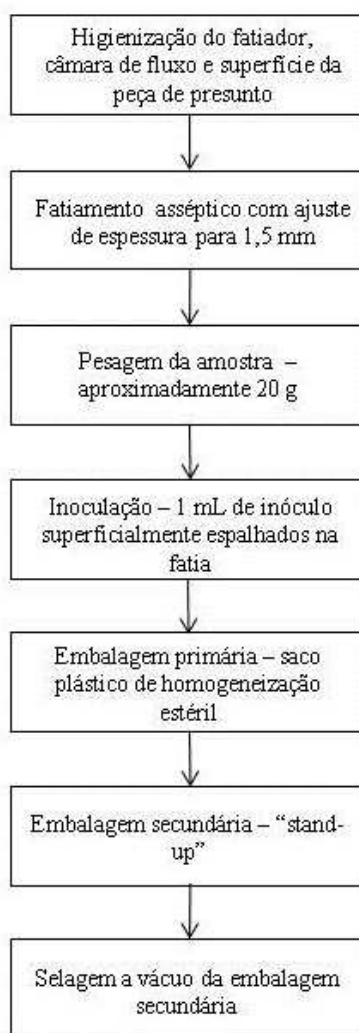 Higienização do fatiador,
câmara de fluxo e superfície da
peça de presunto
Fatiamento asséptico com ajuste
de espessura para 1,5 mm
Pesagem da amostra –
aproximadamente 20 g
Inoculação – 1 mL de inóculo
superficialmente espalhados na
fatia
Embalagem primária – saco
plástico de homogeneização
estéril
Embalagem secundária – “stand-
up”
Selagem a vácuo da embalagem
secundária